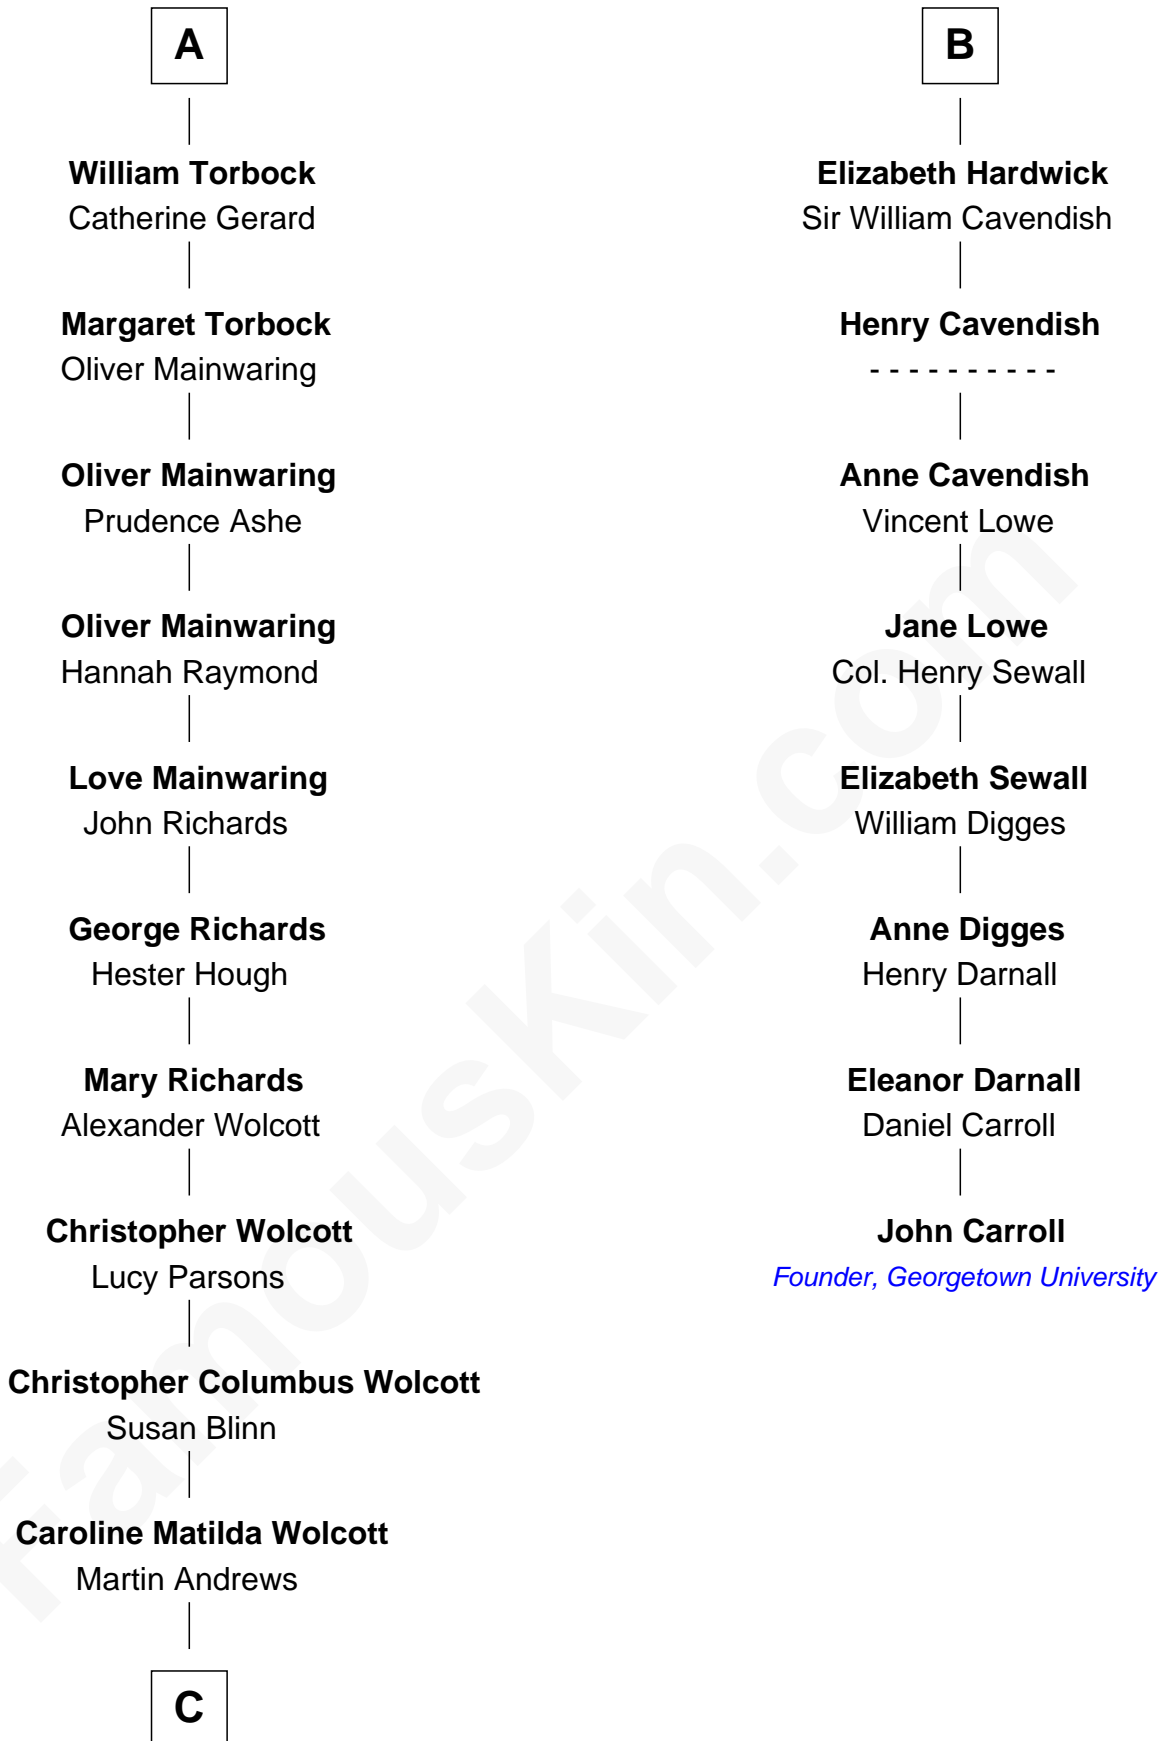 A
William Torbock
Catherine Gerard
Margaret Torbock
Oliver Mainwaring
Oliver Mainwaring
Prudence Ashe
Oliver Mainwaring
Hannah Raymond
Love Mainwaring
John Richards
George Richards
Hester Hough
Mary Richards
Alexander Wolcott
Christopher Wolcott
Lucy Parsons
Christopher Columbus Wolcott
Susan Blinn
Caroline Matilda Wolcott
Martin Andrews
C
B
Elizabeth Hardwick
Sir William Cavendish
Henry Cavendish
- - - - - - - - - -
Anne Cavendish
Vincent Lowe
Jane Lowe
Col. Henry Sewall
Elizabeth Sewall
William Digges
Anne Digges
Henry Darnall
Eleanor Darnall
Daniel Carroll
John Carroll
Founder, Georgetown University
FamousKin.com